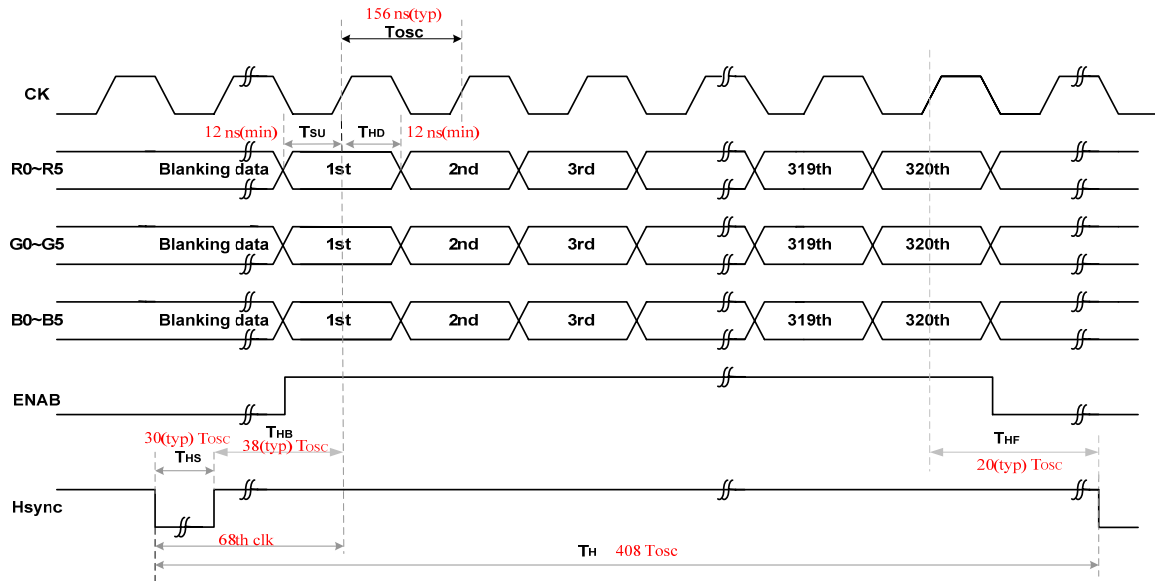 156 ns(typ)
Tosc
CK
12 ns(min) TSU THD 12 ns(min)
R0~R5 Blanking data 1st 2nd 3rd 319th 320th
G0~G5 Blanking data 1st 2nd 3rd 319th 320th
B0~B5 Blanking data 1st 2nd 3rd 319th 320th
ENAB
30(typ) Tosc THB THF
THS 38(typ) Tosc 20(typ) Tosc
Hsync
68th clk
TH 408 Tosc